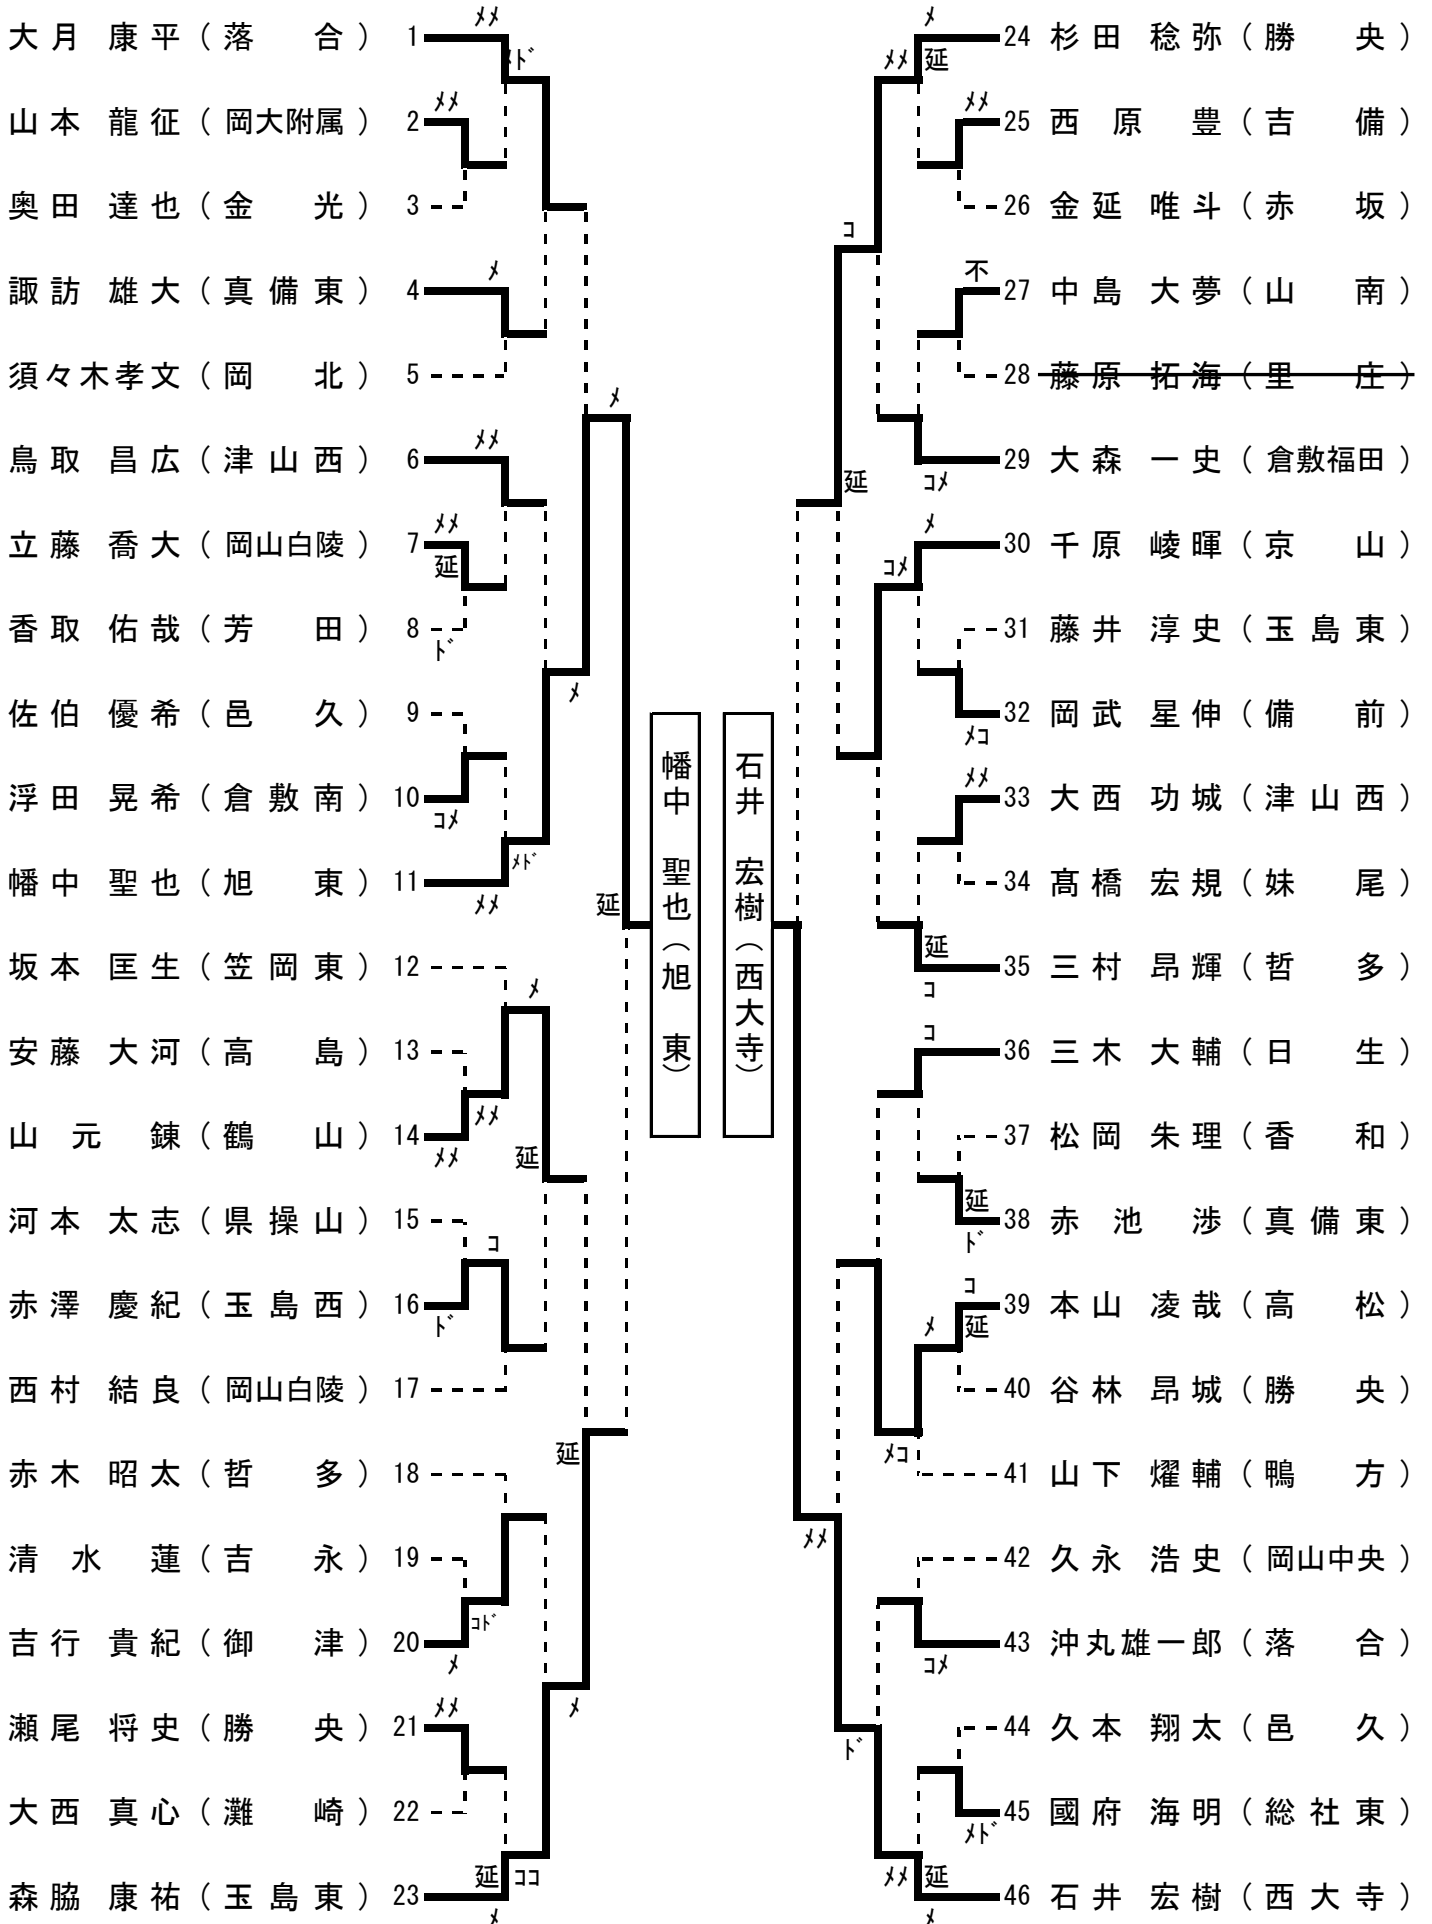 大月 康平（落 合） 1 ﾒﾒ
ﾒﾄﾞ
山本 龍征（岡大附属） 2 ﾒﾒ
奥田 達也（金 光） 3
諏訪 雄大（真備東） 4 ﾒ
須々木孝文（岡 北） 5
ﾒ
鳥取 昌広（津山西） 6 ﾒﾒ
立藤 喬大（岡山白陵） 7 ﾒﾒ
延
香取 佑哉（芳 田） 8
ﾄﾞ
ﾒ
佐伯 優希（邑 久） 9
浮田 晃希（倉敷南） 10
ｺﾒ
ﾒﾄﾞ
幡中 聖也（旭 東） 11
ﾒﾒ
延
坂本 匡生（笠岡東） 12
ﾒ
安藤 大河（高 島） 13
ﾒﾒ
山元 錬（鶴 山） 14
ﾒﾒ
延
河本 太志（県操山） 15
ｺ
赤澤 慶紀（玉島西） 16
ﾄﾞ
西村 結良（岡山白陵） 17
延
赤木 昭太（哲 多） 18
清水 蓮（吉 永） 19
ｺﾄﾞ
吉行 貴紀（御 津） 20
ﾒ
ﾒ
瀬尾 将史（勝 央） 21 ﾒﾒ
大西 真心（灘 崎） 22
延 ｺｺ
森脇 康祐（玉島東） 23
ﾒ
幡中 聖也（旭 東）
石井 宏樹（西大寺）
ﾒ 24 杉田 稔弥（勝 央）
ﾒﾒ 延
ﾒﾒ 25 西原 豊（吉 備）
26 金延 唯斗（赤 坂）
ｺ
不 27 中島 大夢（山 南）
28 藤原 拓海（里 庄）
29 大森 一史（倉敷福田）
延 ｺﾒ
ﾒ 30 千原 崚暉（京 山）
ｺﾒ
31 藤井 淳史（玉島東）
32 岡武 星伸（備 前）
ﾒｺ
ﾒﾒ 33 大西 功城（津山西）
34 髙橋 宏規（妹 尾）
延
35 三村 昂輝（哲 多）
ｺ
ｺ 36 三木 大輔（日 生）
37 松岡 朱理（香 和）
延
38 赤池 渉（真備東）
ﾄﾞ
ｺ 39 本山 凌哉（高 松）
ﾒ 延
40 谷林 昂城（勝 央）
ﾒｺ
41 山下 燿輔（鴨 方）
ﾒﾒ
42 久永 浩史（岡山中央）
43 沖丸雄一郎（落 合）
ｺﾒ
44 久本 翔太（邑 久）
ﾄﾞ
45 國府 海明（総社東）
ﾒﾄﾞ
ﾒﾒ 延
46 石井 宏樹（西大寺）
ﾒ